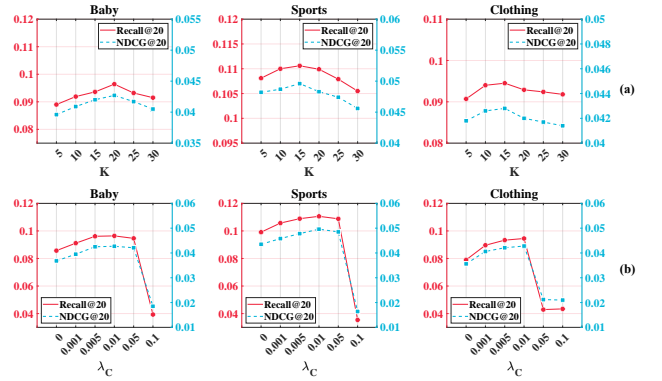 Baby
0.12
0.11
0.1
0.09
0.08
0.055
0.05
0.045
0.04
0.035
Recall@20
NDCG@20
5 10 15 20 25 30
K
Sports
0.12
0.115
0.11
0.105
0.1
0.095
0.06
0.055
0.05
0.045
0.04
Recall@20
NDCG@20
5 10 15 20 25 30
K
Clothing
0.11
0.1
0.09
0.08
0.05
0.048
0.046
0.044
0.042
0.04
Recall@20
NDCG@20
5 10 15 20 25 30
K
(a)
Baby
0.12
0.1
0.08
0.06
0.04
0.06
0.05
0.04
0.03
0.02
0.01
Recall@20
NDCG@20
0 0.001 0.005 0.01 0.05 0.1
λC
Sports
0.12
0.1
0.08
0.06
0.04
0.06
0.05
0.04
0.03
0.02
0.01
Recall@20
NDCG@20
0 0.001 0.005 0.01 0.05 0.1
λC
Clothing
0.12
0.1
0.08
0.06
0.04
0.06
0.05
0.04
0.03
0.02
0.01
Recall@20
NDCG@20
0 0.001 0.005 0.01 0.05 0.1
λC
(b)